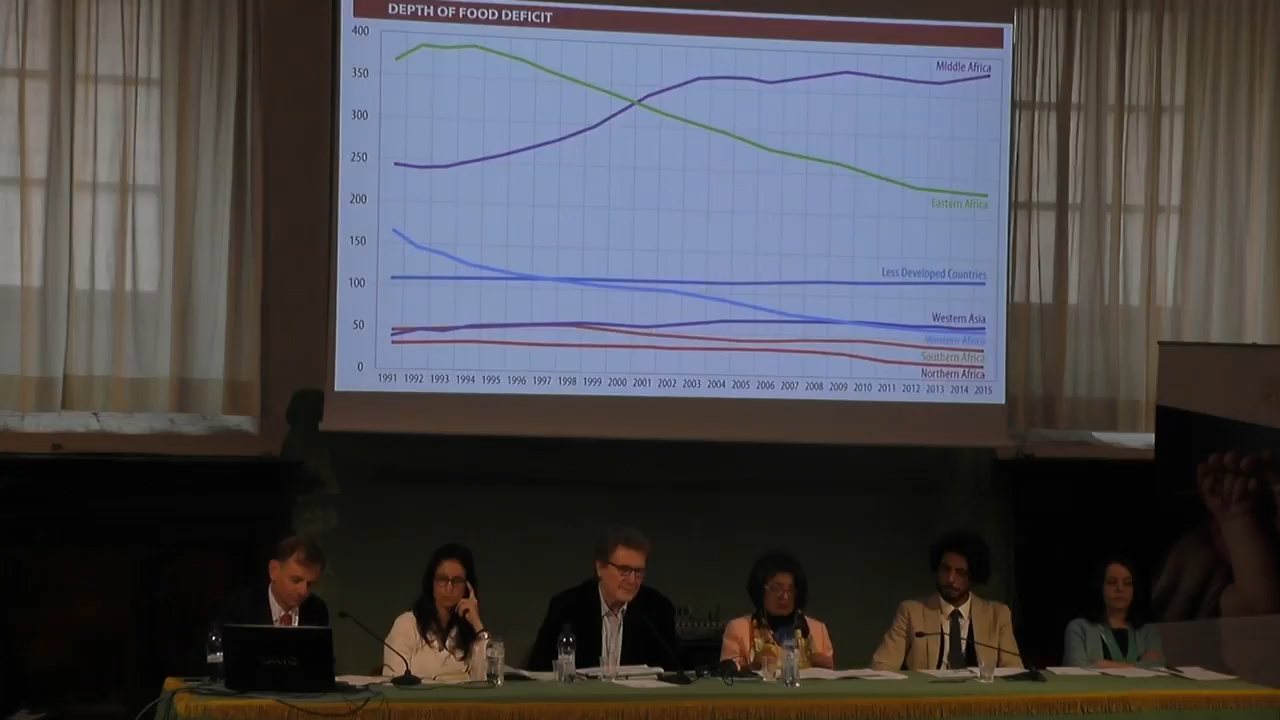 DEPTH OF FOOD DEFICIT
400
350
300
250
200
150
100
50
0
Middle Africa
Eastern Africa
Less Developed Countries
Western Asia
Western Africa
Southern Africa
Northern Africa
1991 1992 1993 1994 1995 1996 1997 1998 1999 2000 2001 2002 2003 2004 2005 2006 2007 2008 2009 2010 2011 2012 2013 2014 2015
VAIO